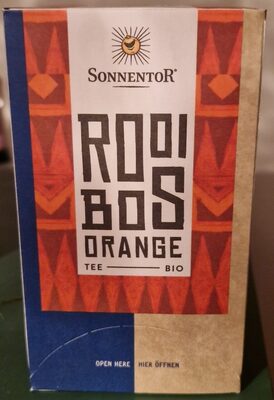 SONNENTOR®
ROOI
BOS
ORANGE
TEE BIO
OPEN HERE HIER ÖFFNEN